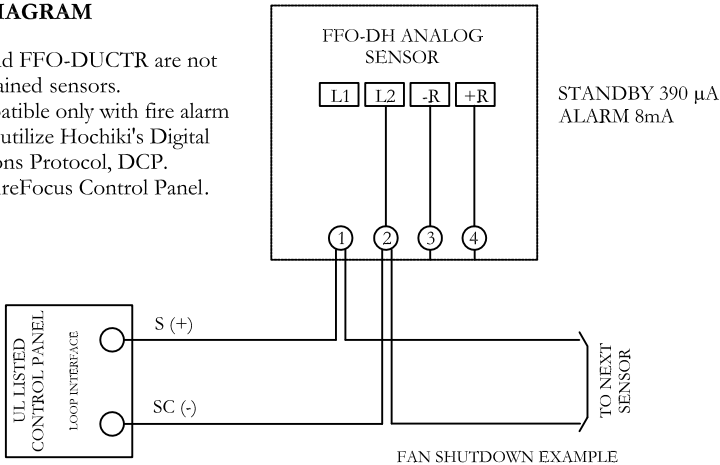 IAGRAM
d FFO-DUCTR are not
ained sensors.
atible only with fire alarm
utilize Hochiki's Digital
ons Protocol, DCP.
reFocus Control Panel.
FFO-DH ANALOG
SENSOR
L1 L2 -R +R
STANDBY 390 µA
ALARM 8mA
1 2 3 4
UL LISTED
CONTROL PANEL
LOOP INTERFACE
S (+)
SC (-)
TO NEXT
SENSOR
FAN SHUTDOWN EXAMPLE